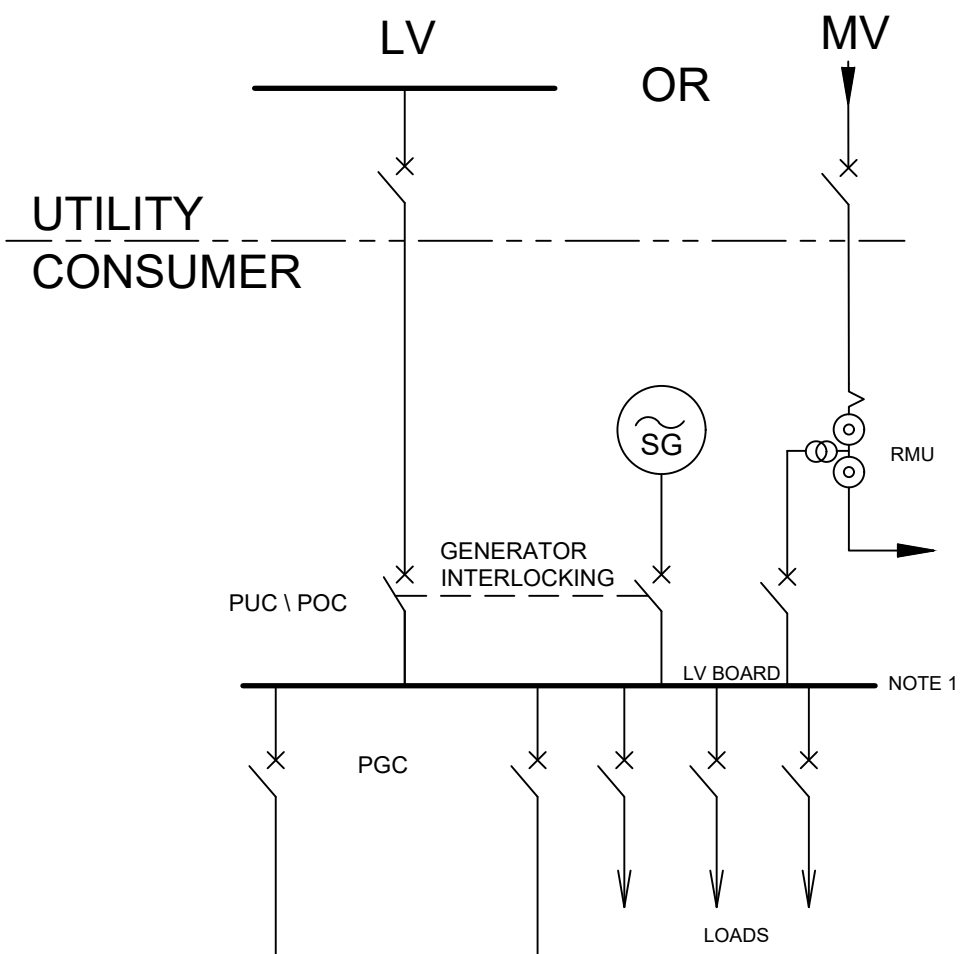 LV
OR
MV
UTILITY
CONSUMER
SG
RMU
GENERATOR
INTERLOCKING
PUC \ POC
LV BOARD
NOTE 1
PGC
LOADS